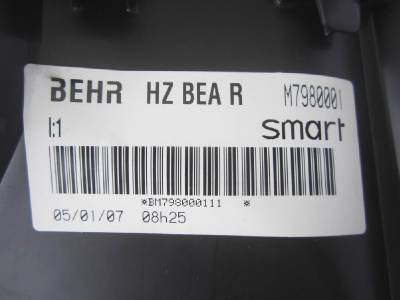 BEHR HZ BEA R M7980001
I:1 smart
*BM798000111 *
05/01/07 08h25